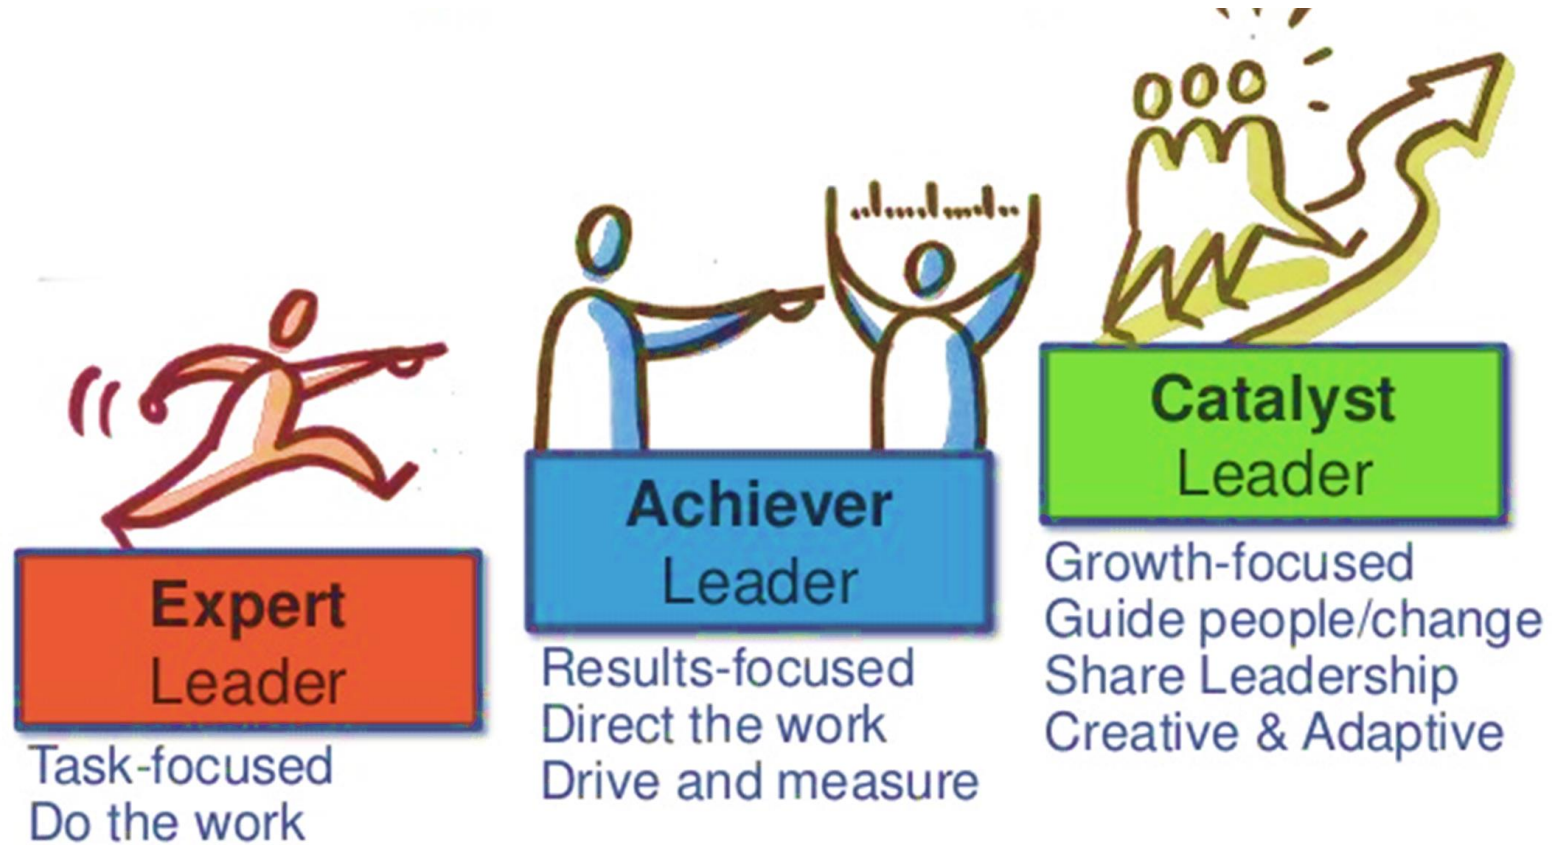 Expert
Leader
Task-focused
Do the work
Achiever
Leader
Results-focused
Direct the work
Drive and measure
Catalyst
Leader
Growth-focused
Guide people/change
Share Leadership
Creative & Adaptive